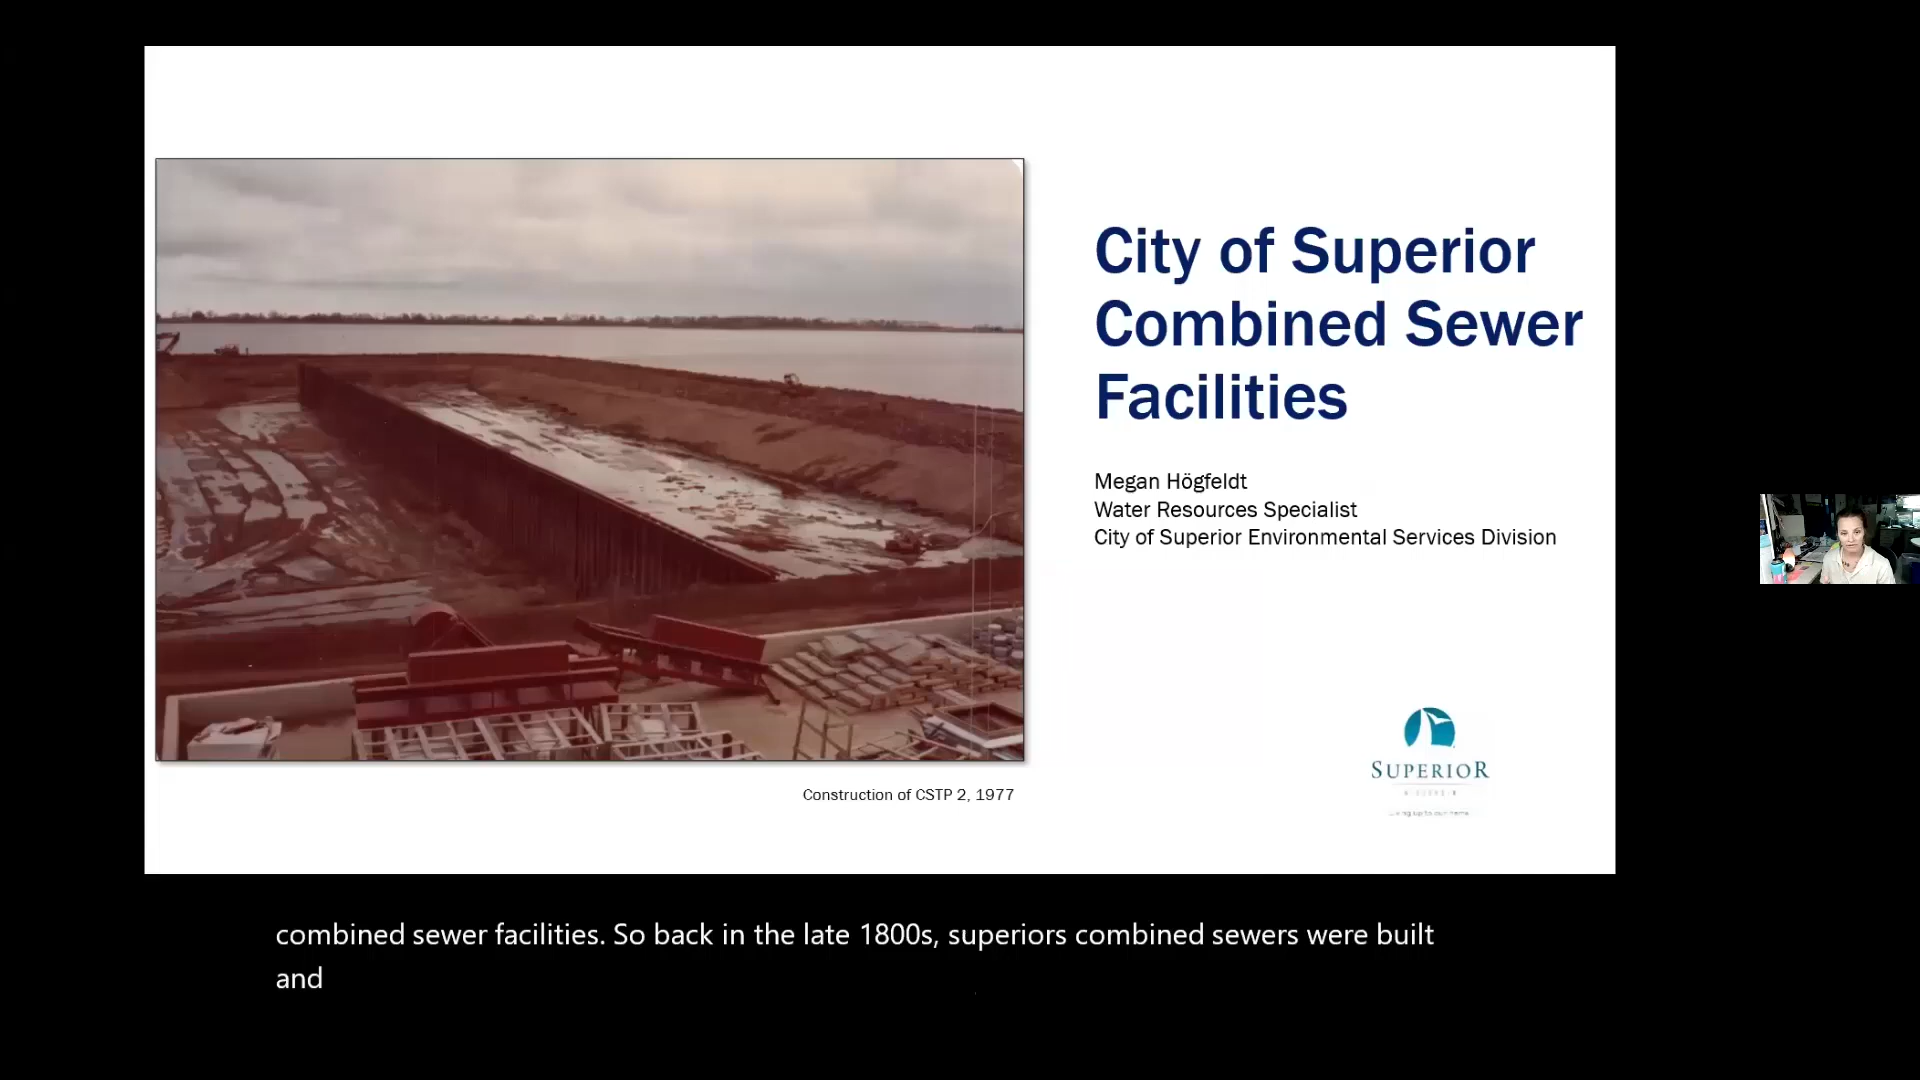 City of Superior
Combined Sewer
Facilities
Megan Högfeldt
Water Resources Specialist
City of Superior Environmental Services Division
SUPERIOR
Construction of CSTP 2, 1977
combined sewer facilities. So back in the late 1800s, superiors combined sewers were built
and